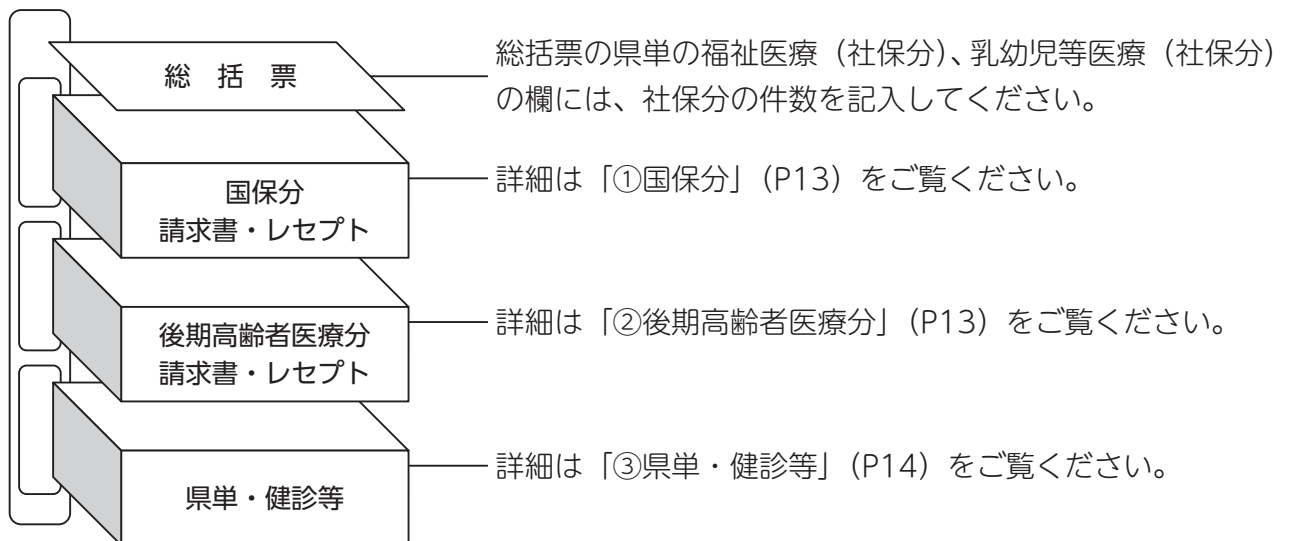 総括票
総括票の県単の福祉医療（社保分）、乳幼児等医療（社保分）
の欄には、社保分の件数を記入してください。
国保分
請求書・レセプト
詳細は「①国保分」（P13）をご覧ください。
後期高齢者医療分
請求書・レセプト
詳細は「②後期高齢者医療分」（P13）をご覧ください。
県単・健診等
詳細は「③県単・健診等」（P14）をご覧ください。